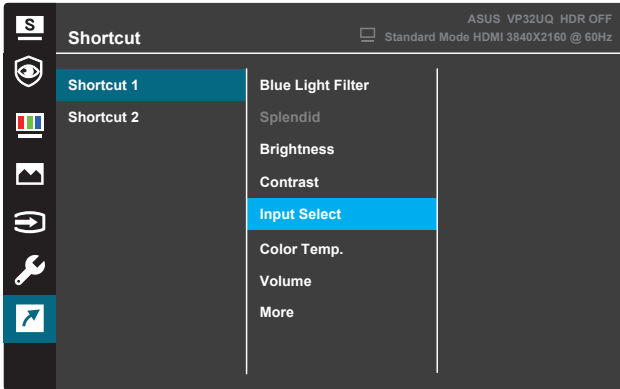 S
ASUS VP32UQ HDR OFF
Shortcut
Standard Mode HDMI 3840X2160 @ 60Hz
Shortcut 1
Shortcut 2
Blue Light Filter
Splendid
Brightness
Contrast
Input Select
Color Temp.
Volume
More